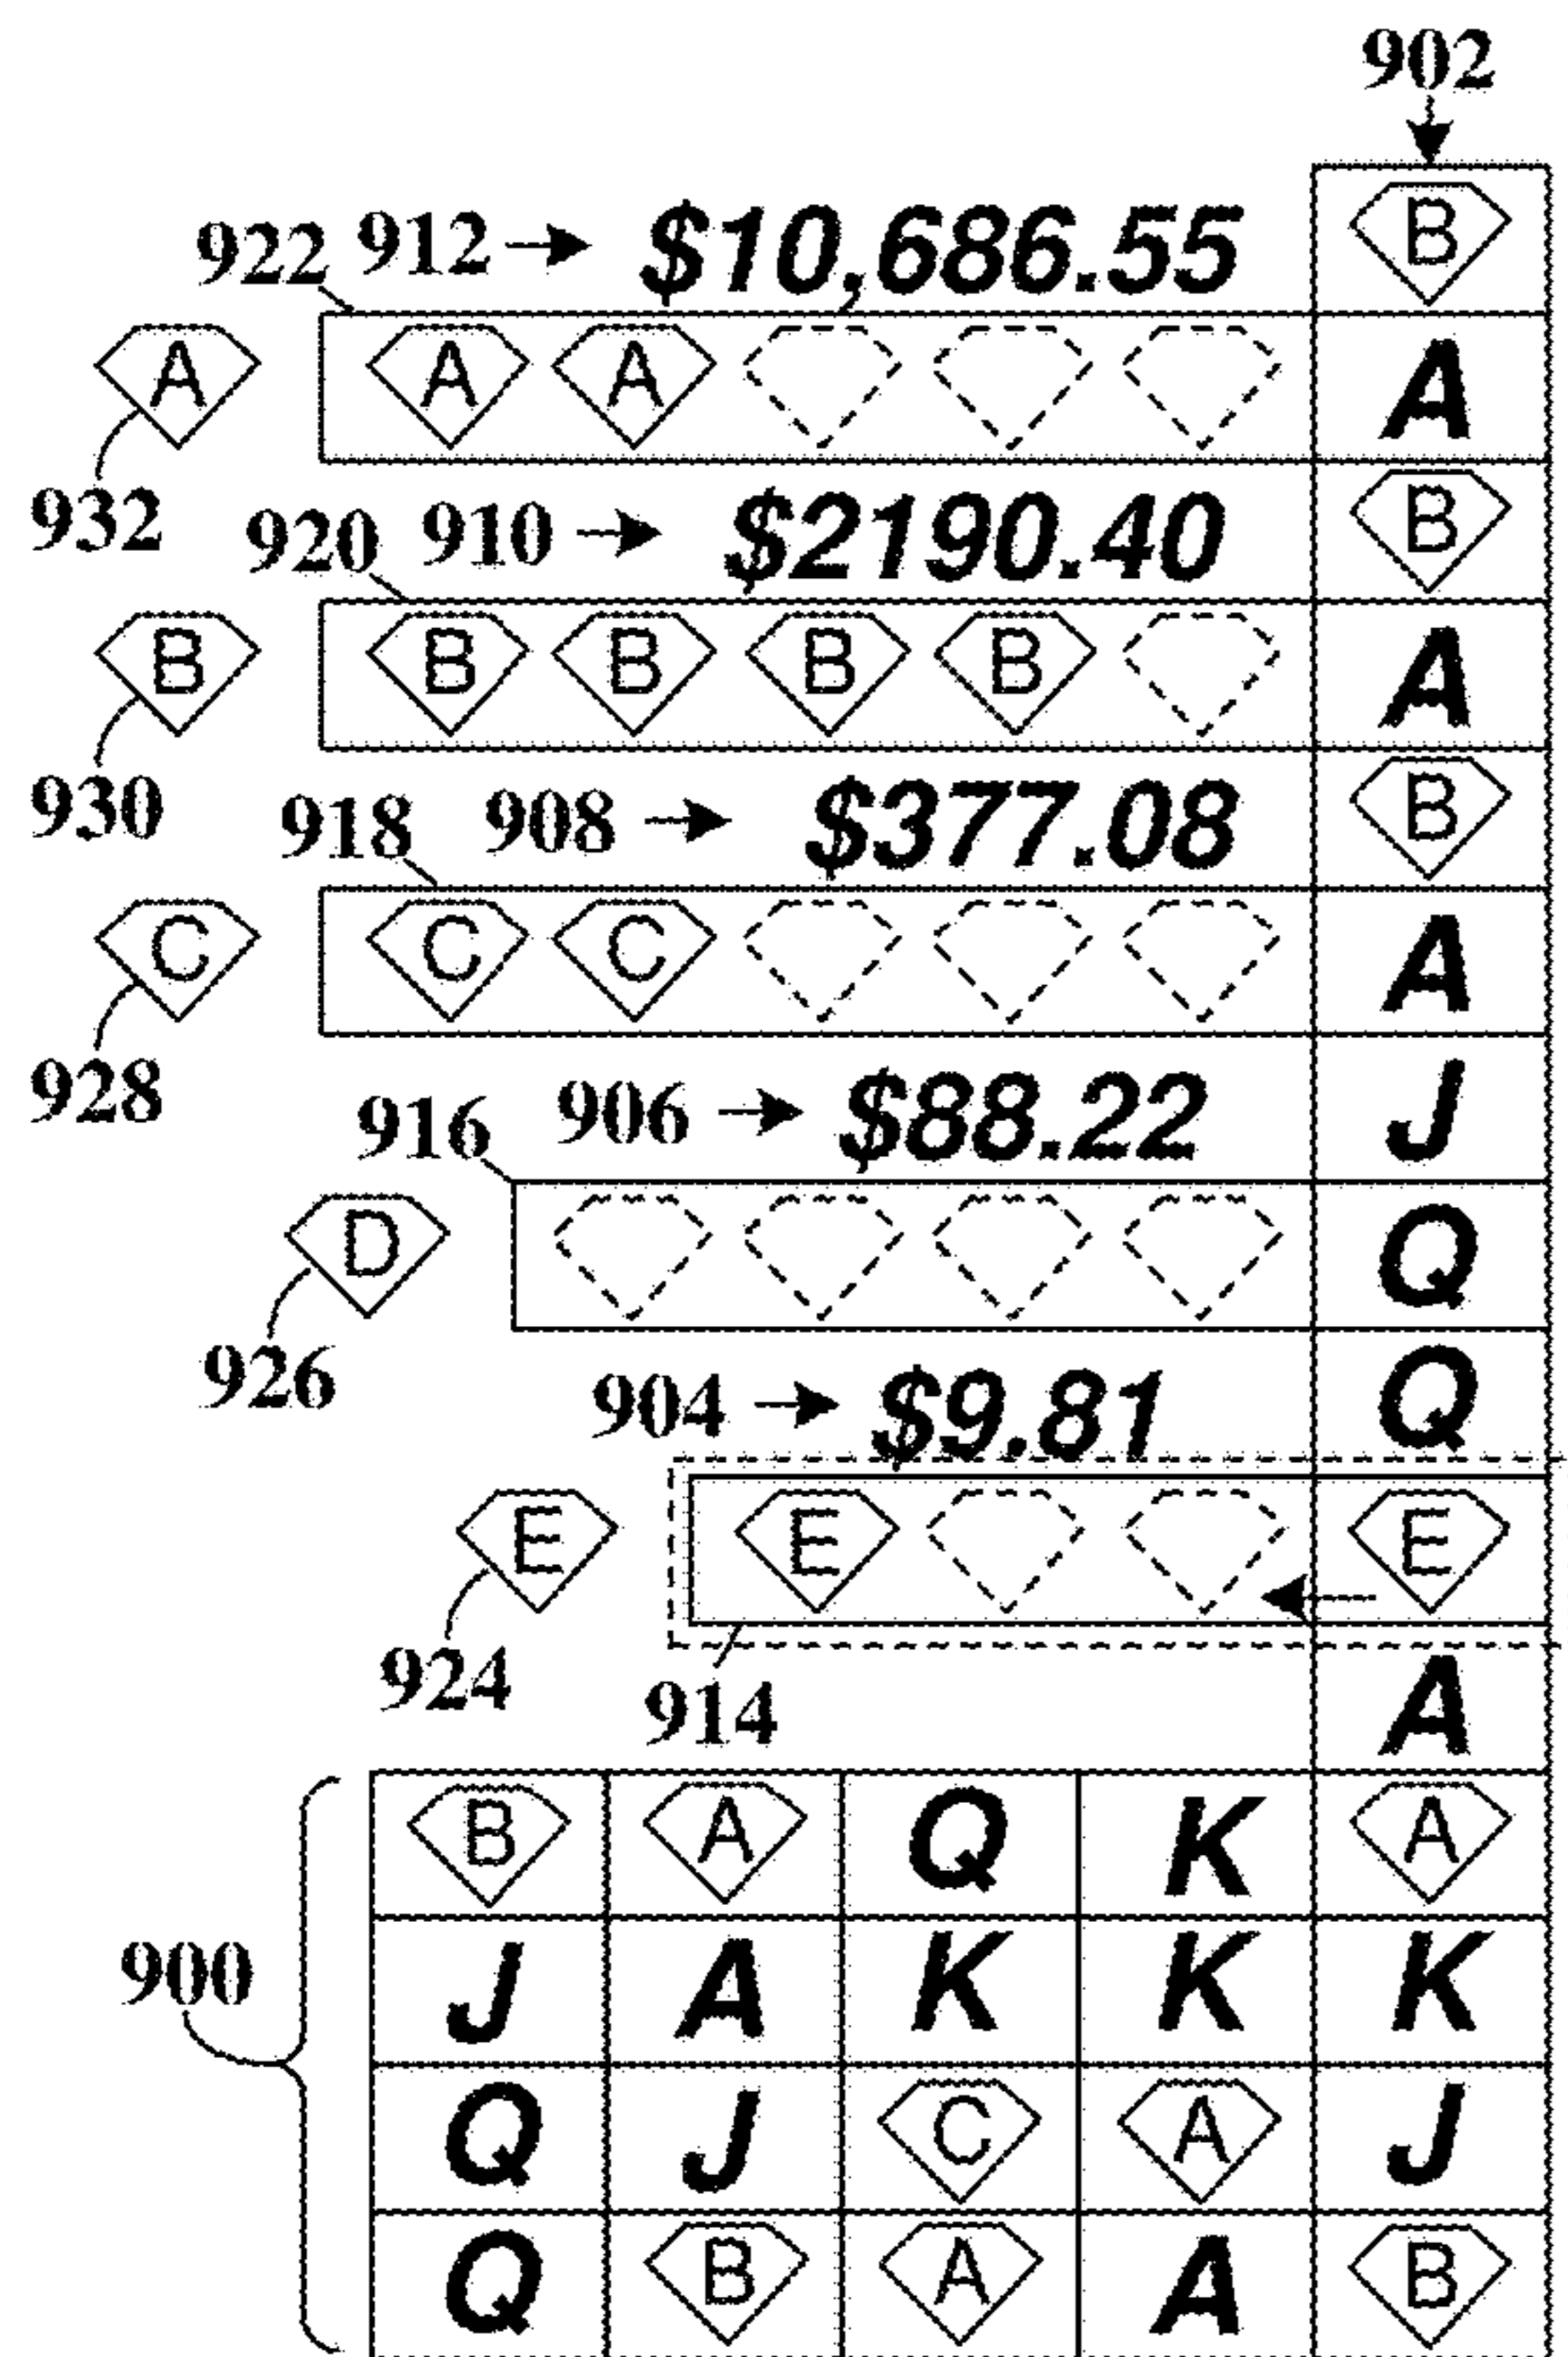 902
922 912 $10,686.55 B
A A A A
932
920 910 $2190.40 B
B B B B B A
930
918 908 $377.08 B
C C C A
928
916 906 $88.22 J
D Q
926
904 $9.81 Q
E E E
924
914
A
B A Q K A
900
J A K K K
Q J C A J
Q B A A B